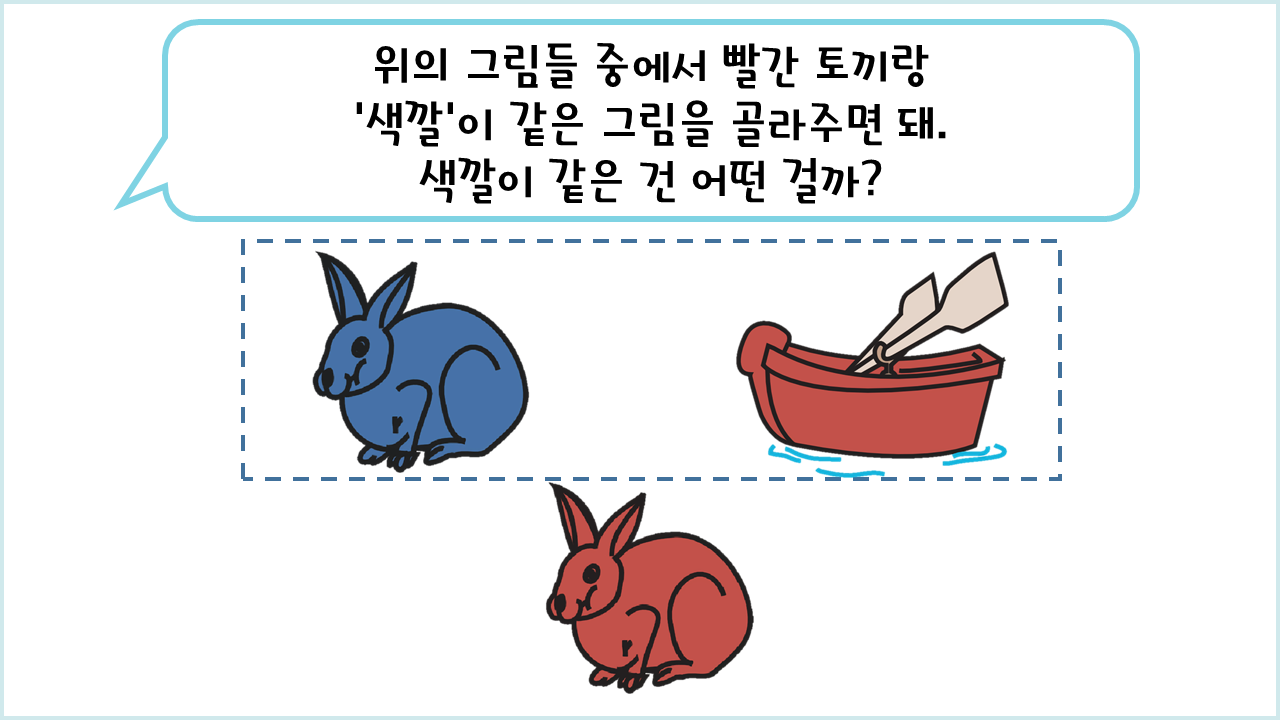 위의 그림들 중에서 빨간 토끼랑
'색깔'이 같은 그림을 골라주면 돼.
색깔이 같은 건 어떤 걸까?